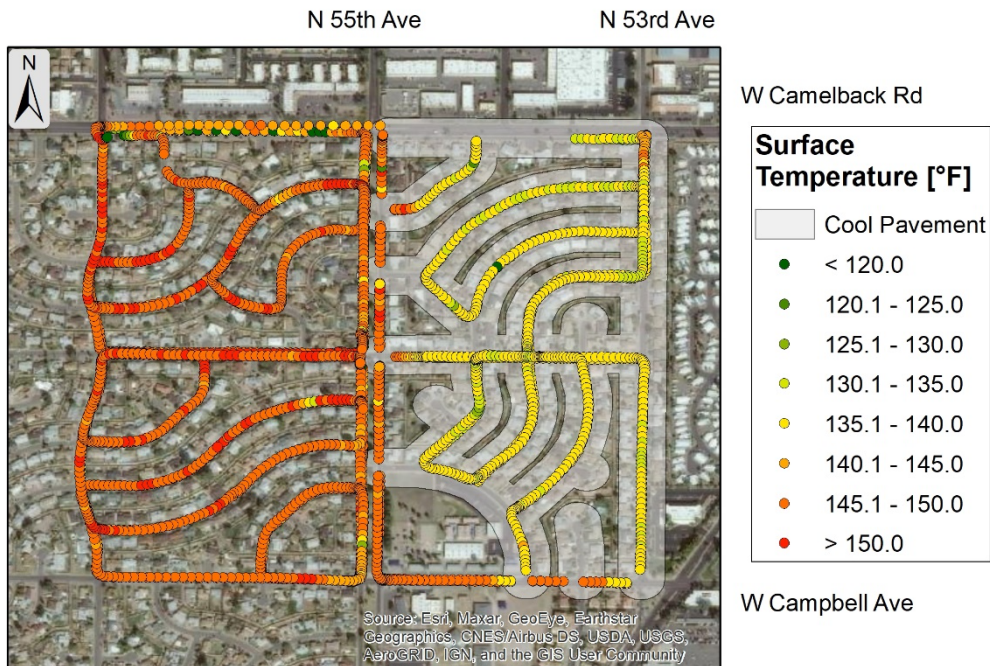 N 55th Ave
N 53rd Ave
N
W Camelback Rd
Surface
Temperature [°F]
Cool Pavement
< 120.0
120.1 - 125.0
125.1 - 130.0
130.1 - 135.0
135.1 - 140.0
140.1 - 145.0
145.1 - 150.0
> 150.0
W Campbell Ave
Source: Esri, Maxar, GeoEye, Earthstar
Geographics, CNES/Airbus DS, USDA, USGS,
AeroGRID, IGN, and the GIS User Community